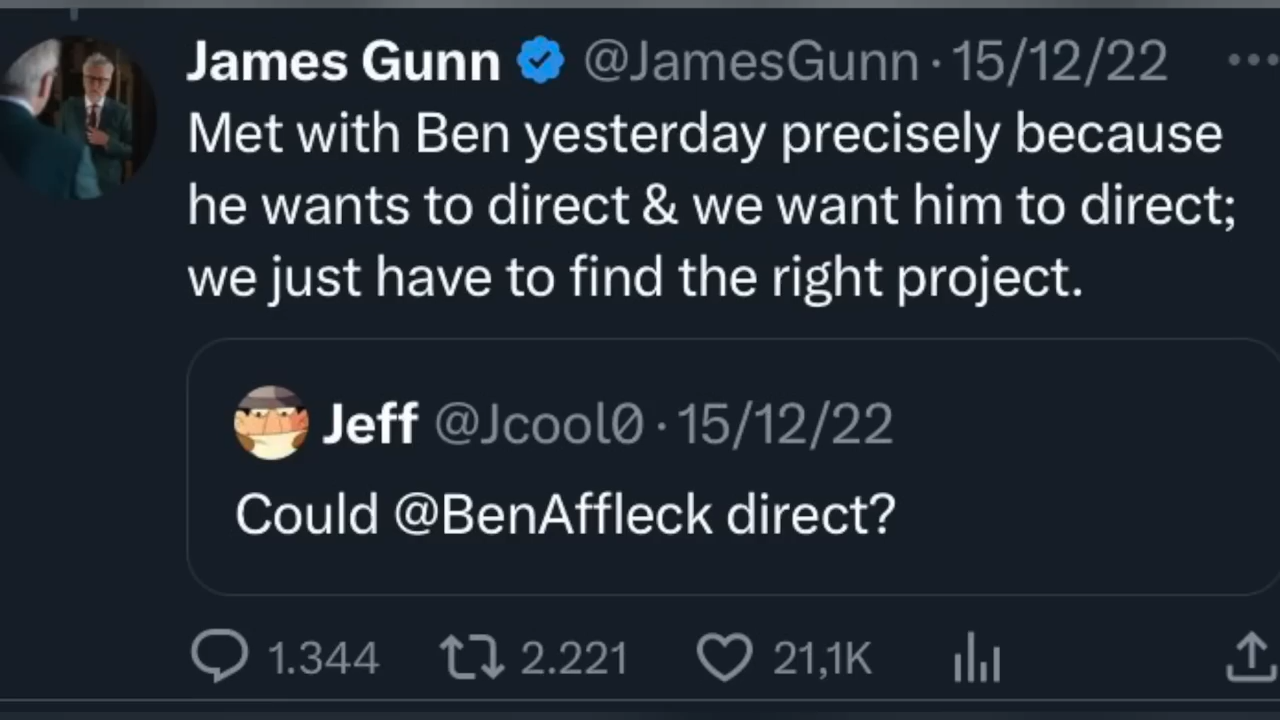 James Gunn @JamesGunn · 15/12/22
Met with Ben yesterday precisely because
he wants to direct & we want him to direct;
we just have to find the right project.
Jeff @Jcool0 · 15/12/22
Could @BenAffleck direct?
1.344 2.221 21,1K